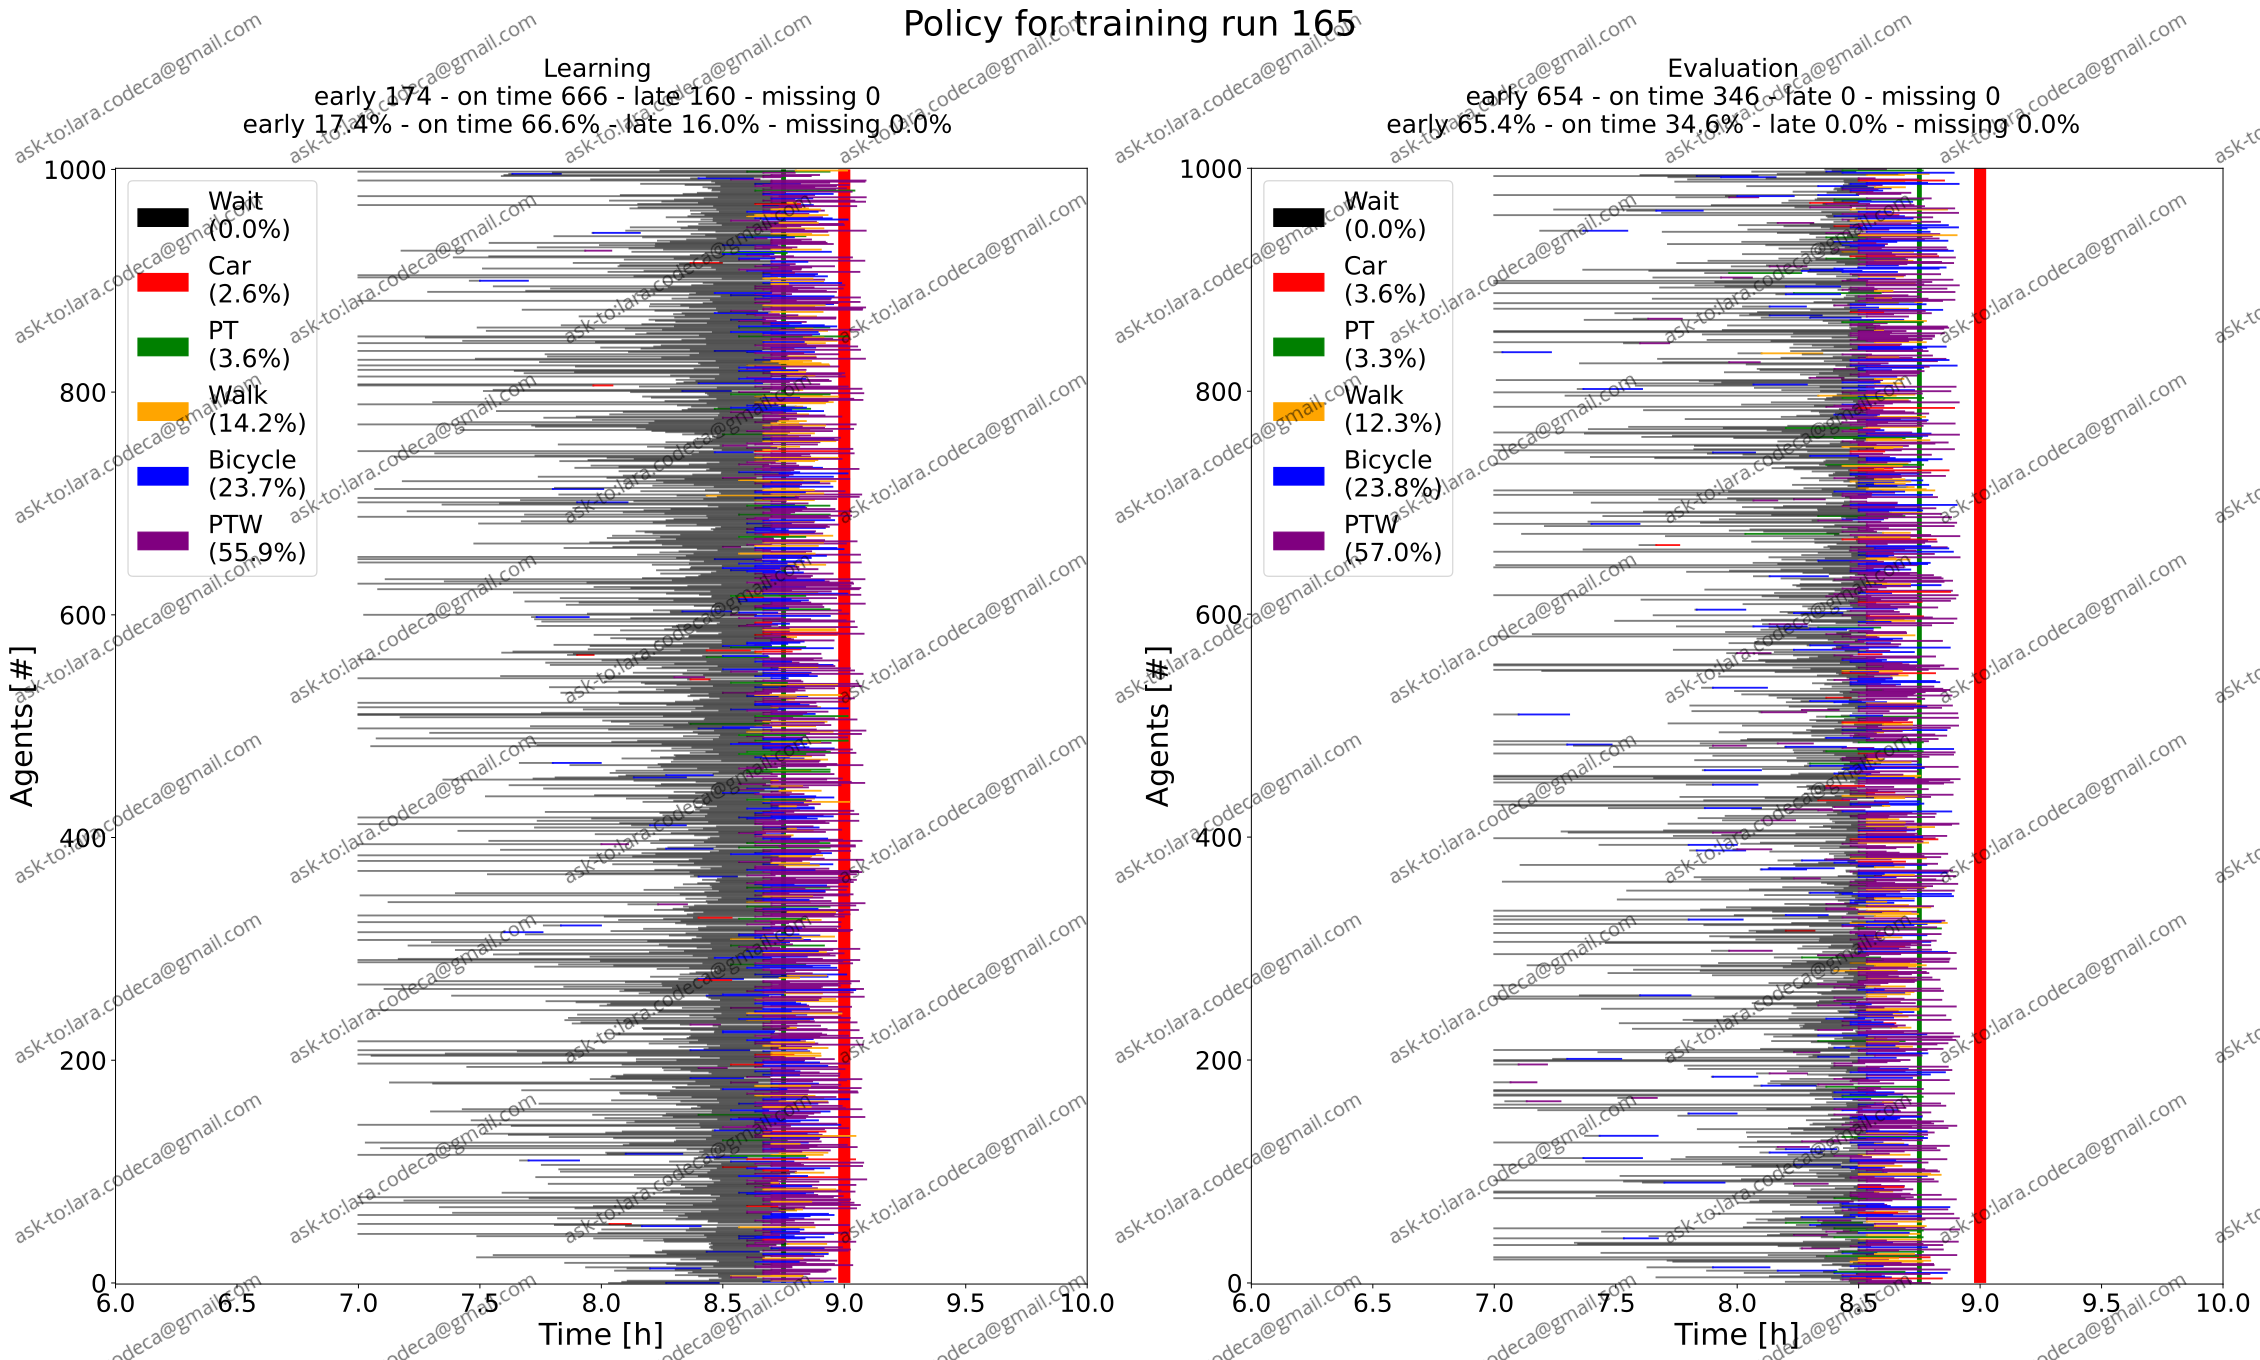 Policy for training run 165
Learning
early 174 - on time 666 - late 160 - missing 0
early 17.4% - on time 66.6% - late 16.0% - missing 0.0%
1000
800
600
400
200
0
Agents [#]
Wait
(0.0%)
Car
(2.6%)
PT
(3.6%)
Walk
(14.2%)
Bicycle
(23.7%)
PTW
(55.9%)
6.0 6.5 7.0 7.5 8.0 8.5 9.0 9.5 10.0
Time [h]
Evaluation
early 654 - on time 346 - late 0 - missing 0
early 65.4% - on time 34.6% - late 0.0% - missing 0.0%
1000
800
600
400
200
0
Agents [#]
Wait
(0.0%)
Car
(3.6%)
PT
(3.3%)
Walk
(12.3%)
Bicycle
(23.8%)
PTW
(57.0%)
6.0 6.5 7.0 7.5 8.0 8.5 9.0 9.5 10.0
Time [h]
ask-to:lara.codeca@gmail.com